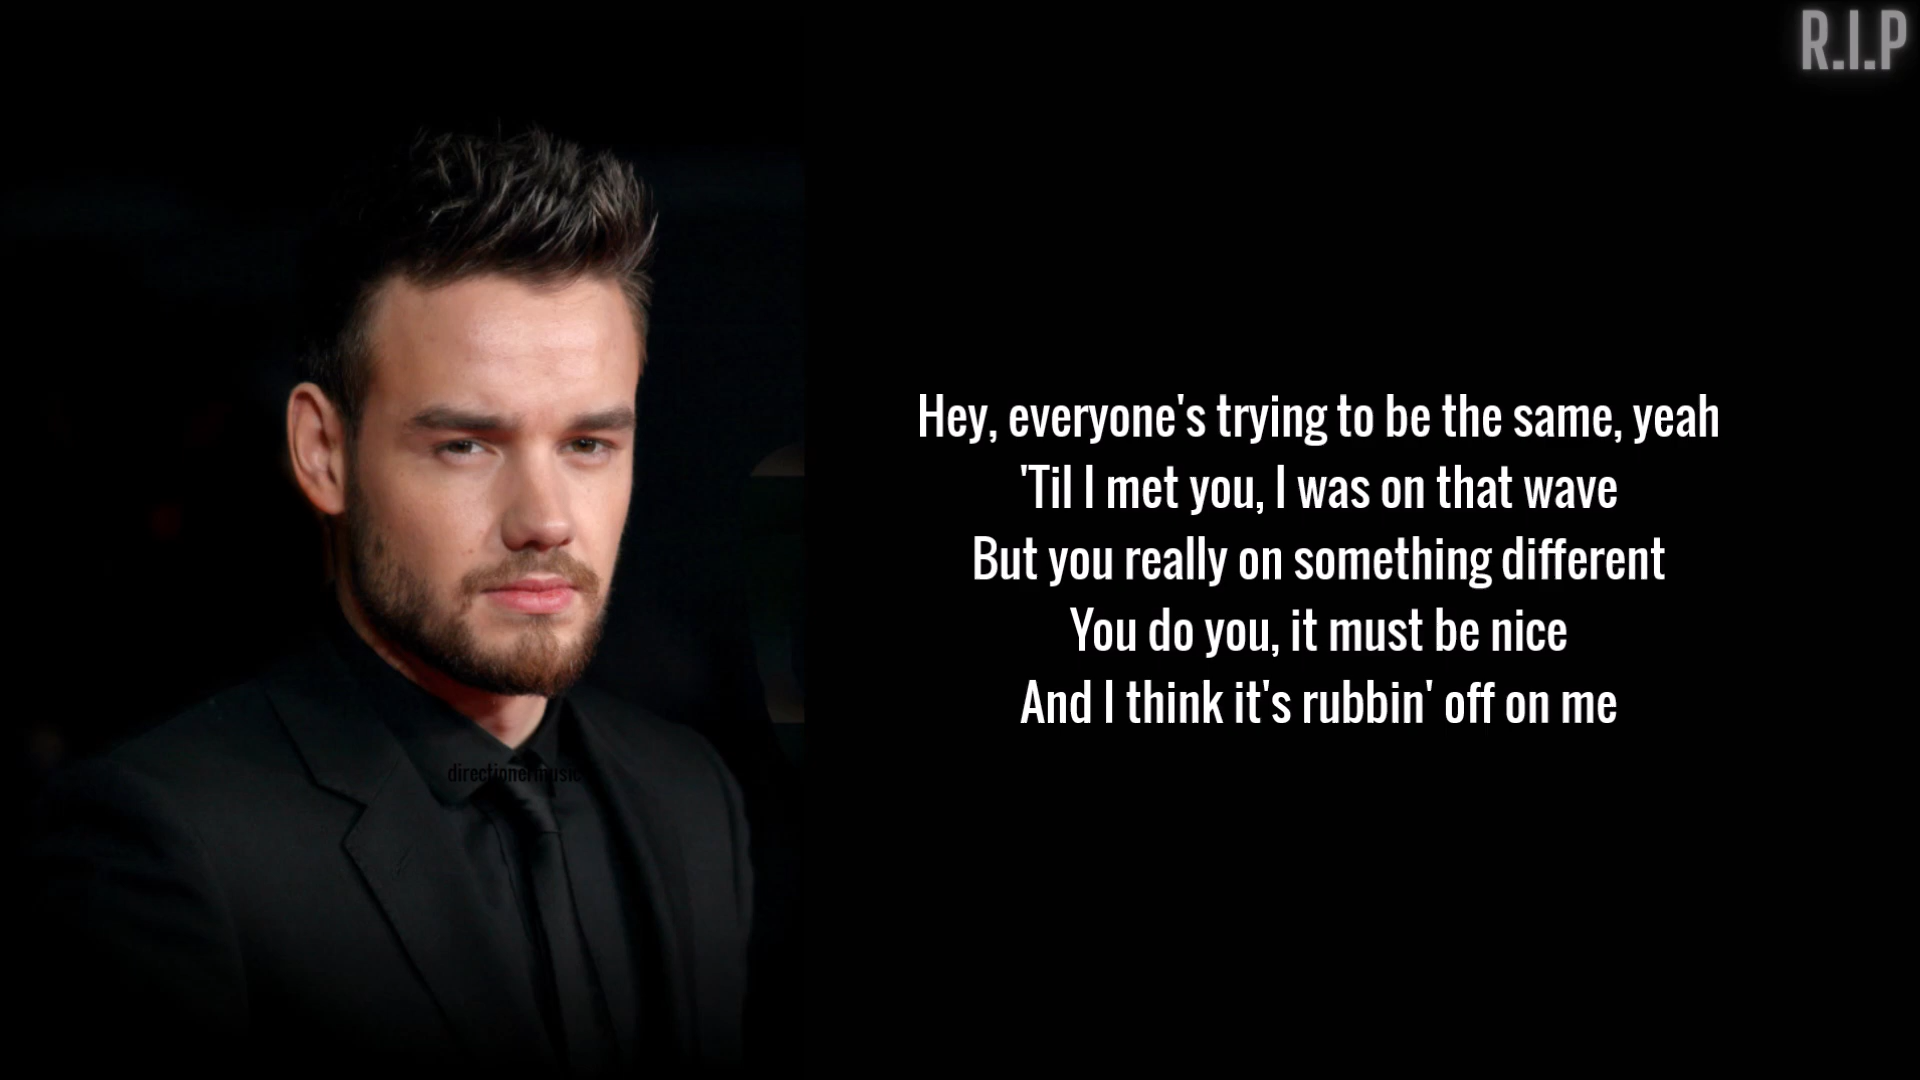 R.I.P
Hey, everyone's trying to be the same, yeah
'Til I met you, I was on that wave
But you really on something different
You do you, it must be nice
And I think it's rubbin' off on me
directionermusic